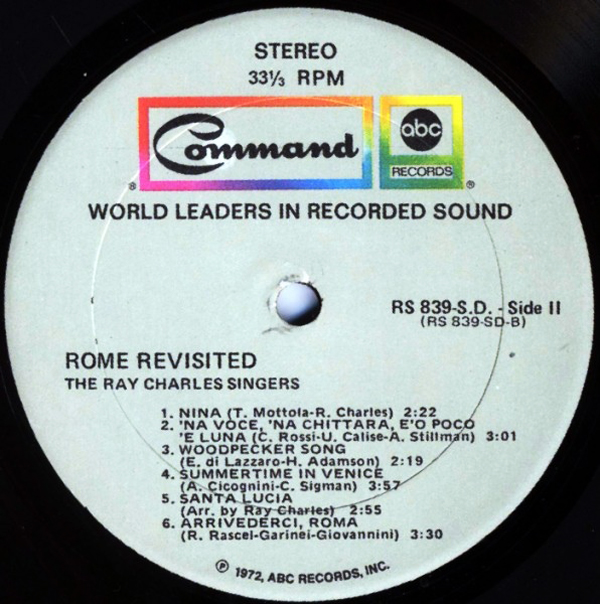 STEREO
33⅓ RPM
Command
abc
RECORDS
®
®
WORLD LEADERS IN RECORDED SOUND
RS 839-S.D. - Side II
(RS 839-SD-B)
ROME REVISITED
THE RAY CHARLES SINGERS
1. NINA (T. Mottola-R. Charles) 2:22
2. 'NA VOCE, 'NA CHITTARA, E'O POCO
'E LUNA (C. Rossi-U. Calise-A. Stillman) 3:01
3. WOODPECKER SONG
(E. di Lazzaro-H. Adamson) 2:19
4. SUMMERTIME IN VENICE
(A. Cicognini-C. Sigman) 3:57
5. SANTA LUCIA
(Arr. by Ray Charles) 2:55
6. ARRIVEDERCI, ROMA
(R. Rascel-Garinei-Giovannini) 3:30
℗ 1972, ABC RECORDS, INC.